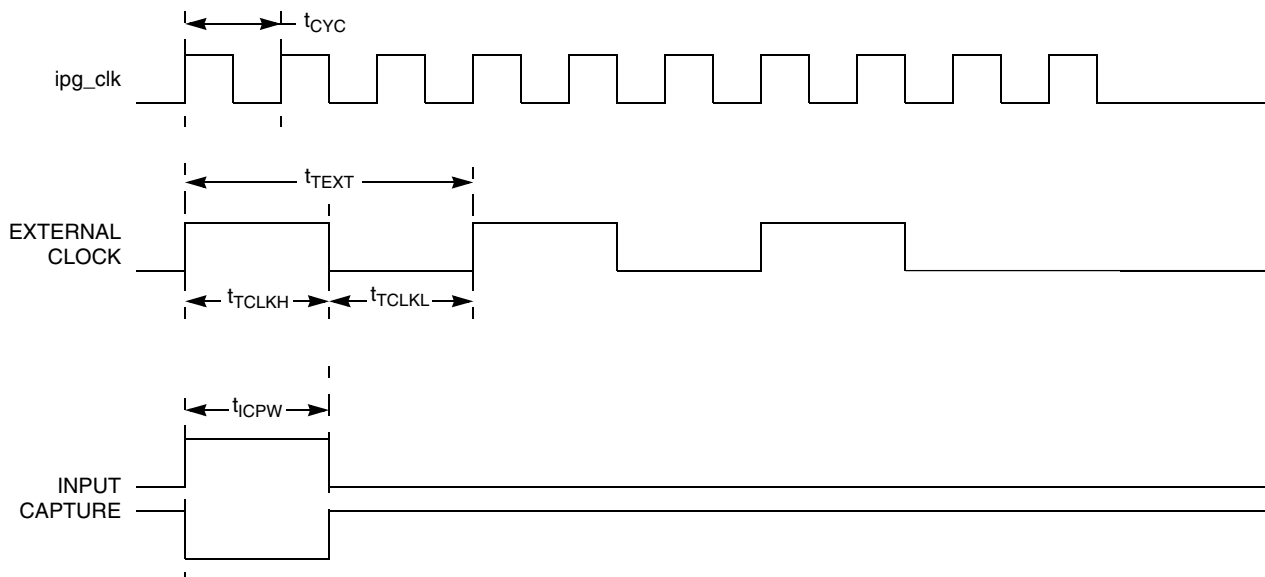 tCYC
ipg_clk
tTEXT
EXTERNAL
CLOCK
tTCLKH
tTCLKL
tICPW
INPUT
CAPTURE